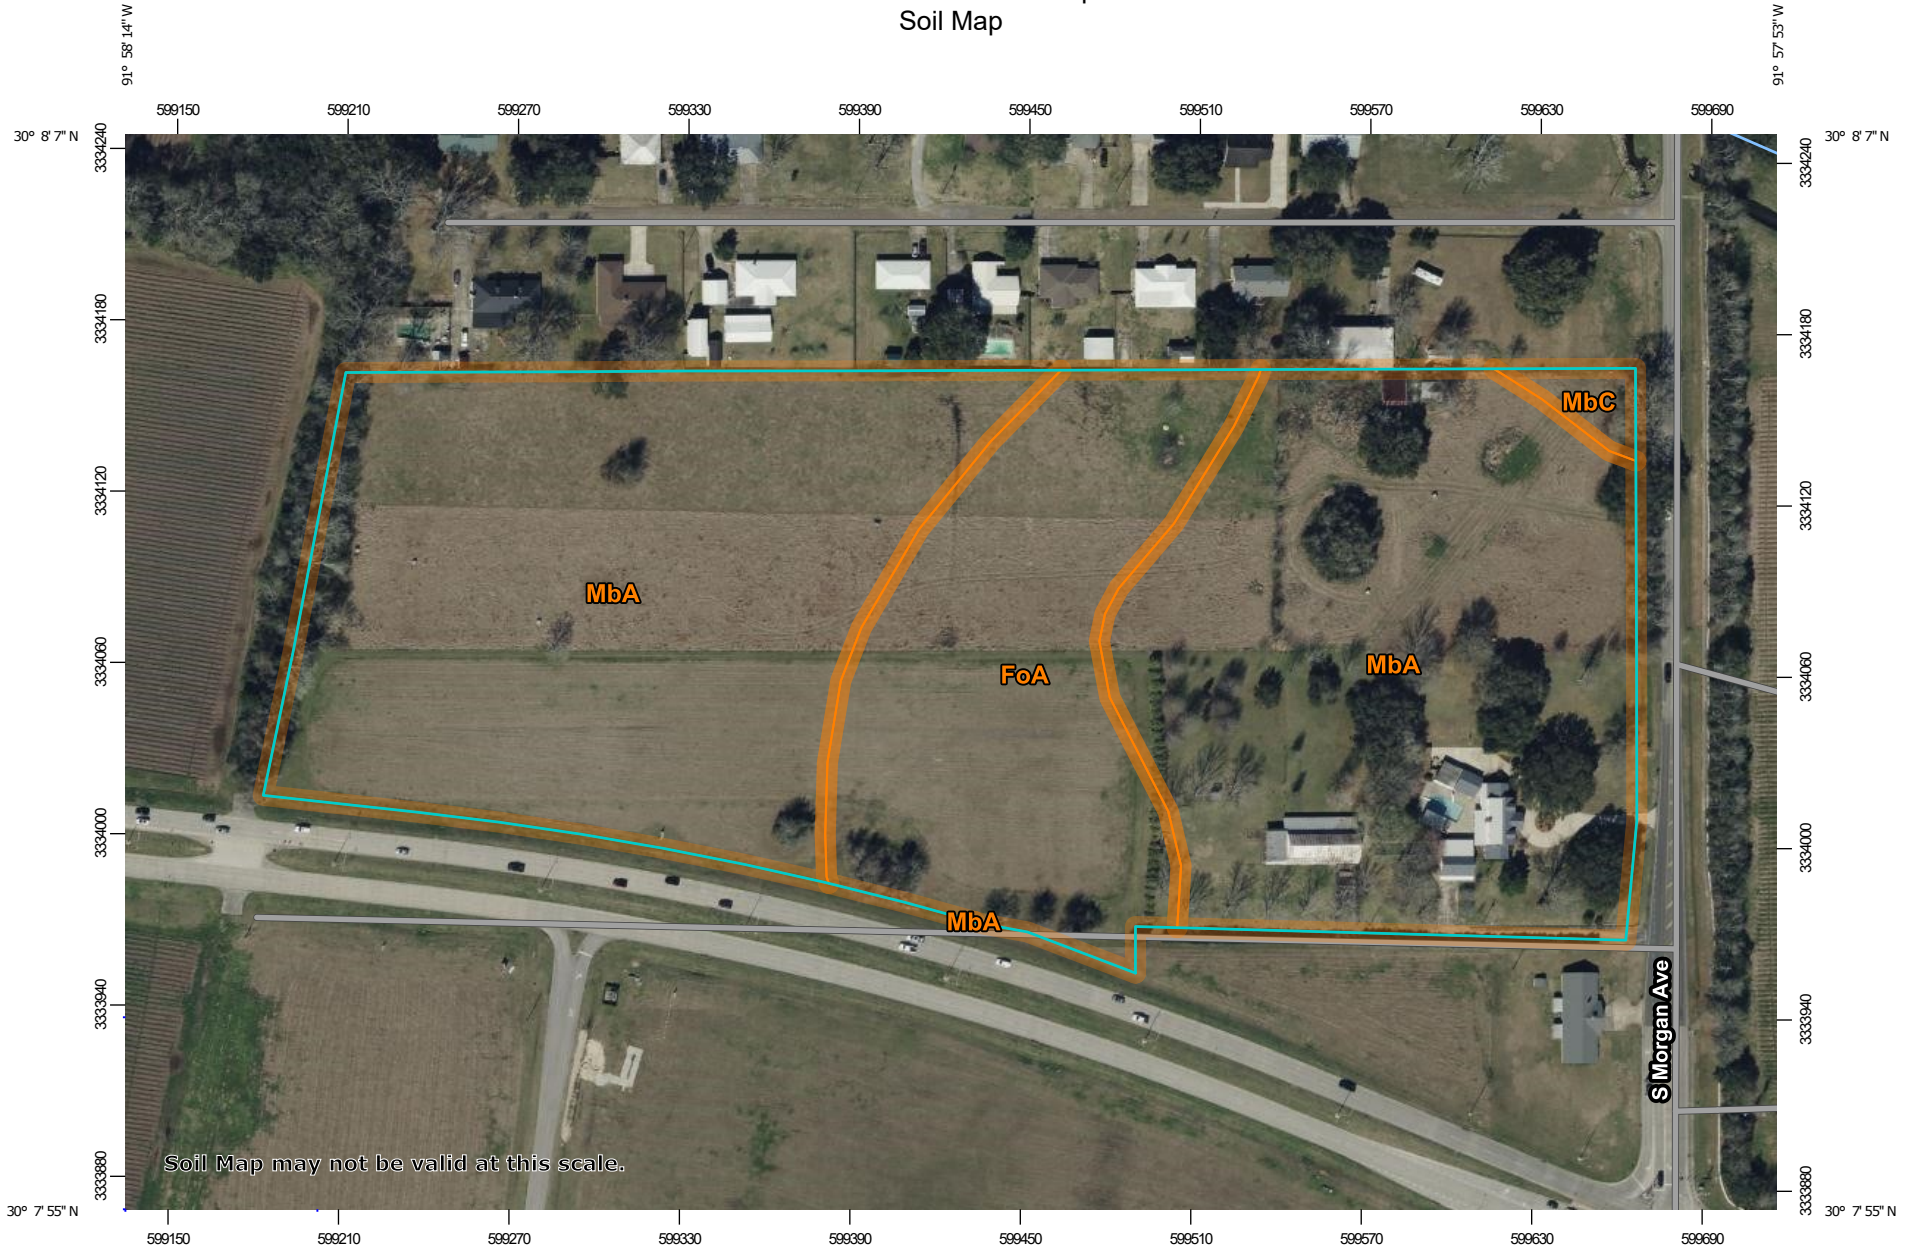 Soil Map
91° 58' 14'' W
91° 57' 53'' W
599150 599210 599270 599330 599390 599450 599510 599570 599630 599690
30° 8' 7'' N
30° 8' 7'' N
3334240
3334240
3334180
3334180
MbC
3334120
3334120
MbA
3334060
FoA
MbA
3334060
3334000
3334000
MbA
3333940
S Morgan Ave
3333940
Soil Map may not be valid at this scale.
3333880
3333880
30° 7' 55'' N
30° 7' 55'' N
599150 599210 599270 599330 599390 599450 599510 599570 599630 599690